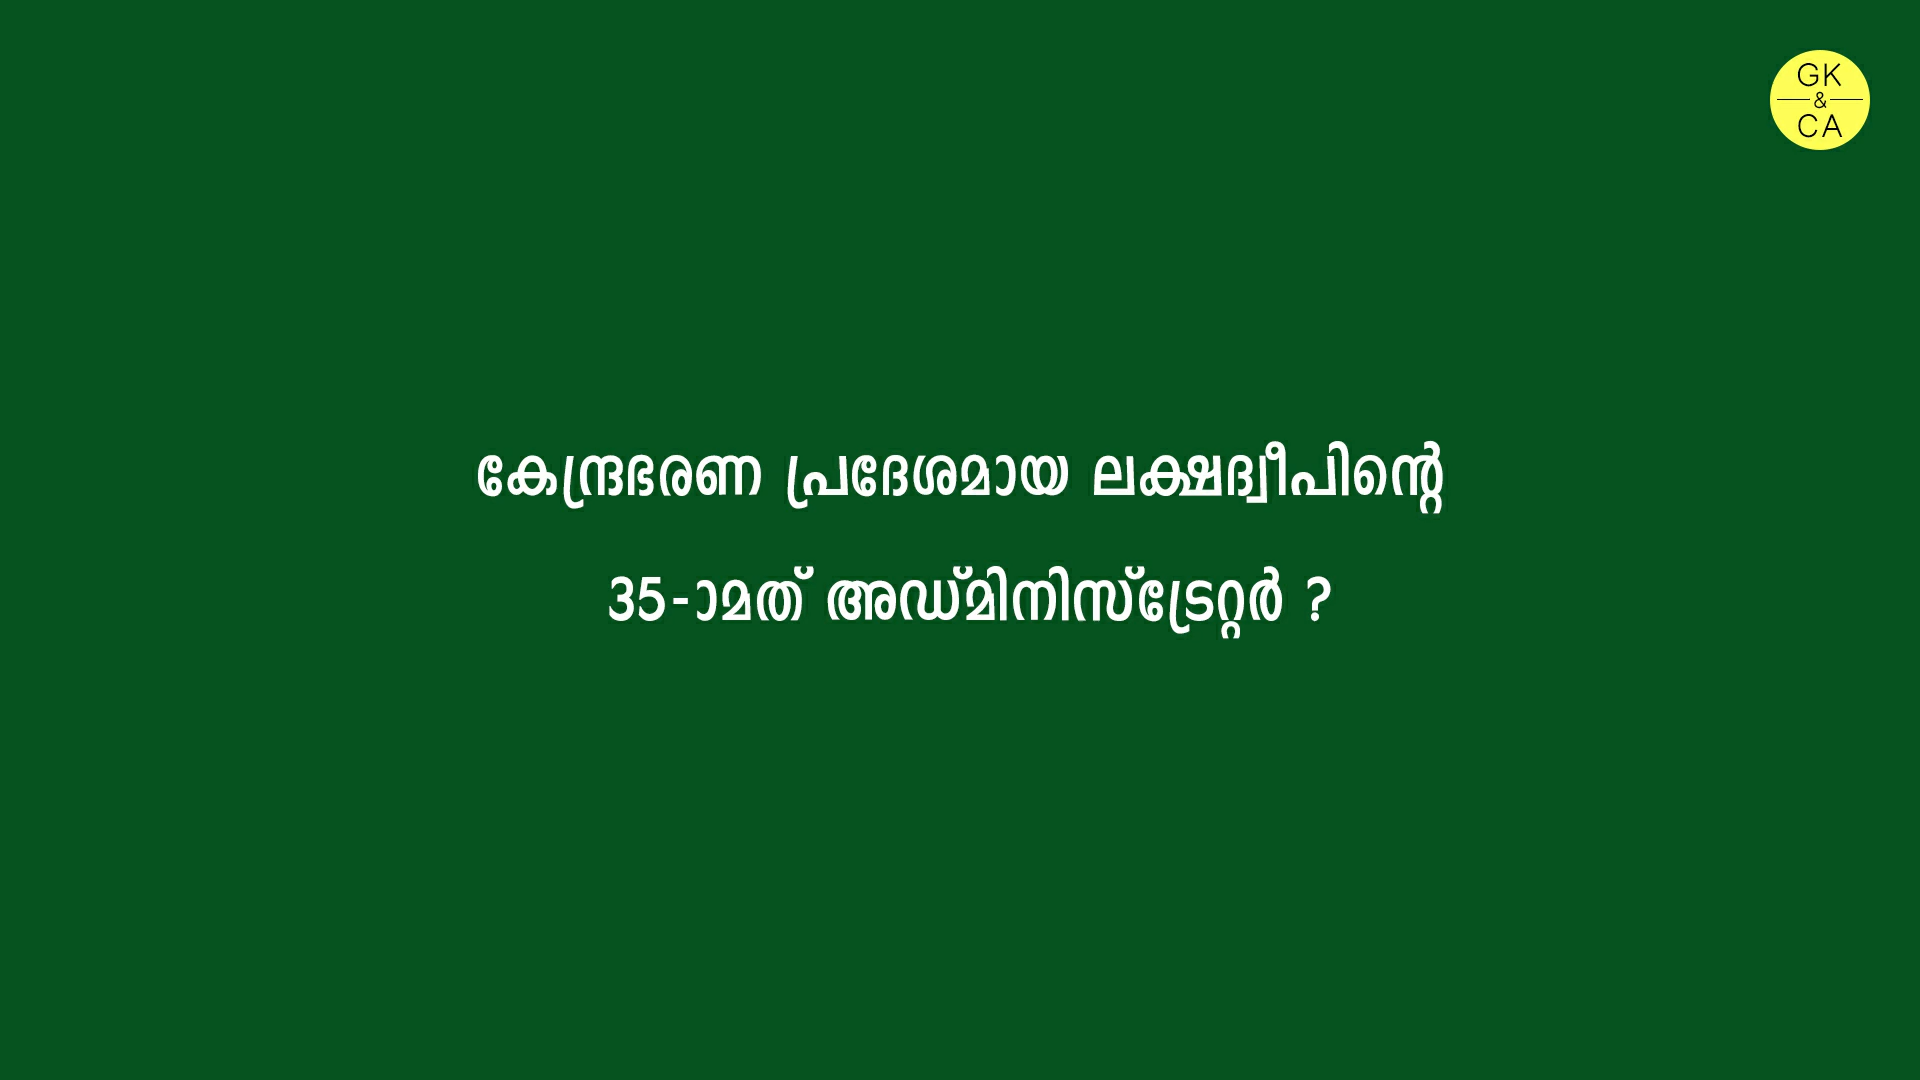 GK
&
CA
കേന്ദ്രഭരണ പ്രദേശമായ ലക്ഷദ്വീപിന്റെ
35-ാമത് അഡ്മിനിസ്ട്രേറ്റർ ?